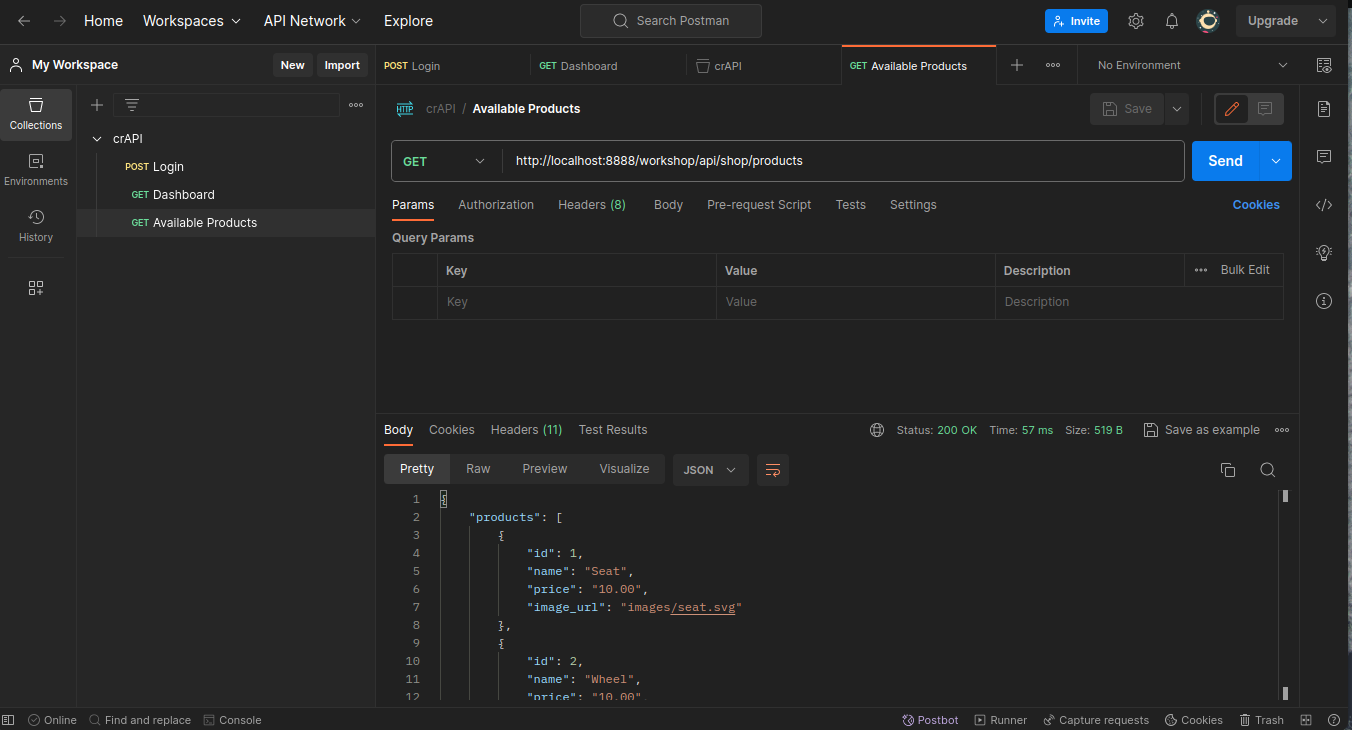 Home Workspaces API Network Explore Search Postman Invite Upgrade
My Workspace New Import POST Login GET Dashboard crAPI GET Available Products No Environment
Collections
Environments
History
crAPI
POST Login
GET Dashboard
GET Available Products
HTTP crAPI / Available Products Save
GET http://localhost:8888/workshop/api/shop/products Send
Params Authorization Headers (8) Body Pre-request Script Tests Settings Cookies
Query Params
Key Value Description Bulk Edit
Key Value Description
Body Cookies Headers (11) Test Results Status: 200 OK Time: 57 ms Size: 519 B Save as example
Pretty Raw Preview Visualize JSON
1 {
2 "products": [
3 {
4 "id": 1,
5 "name": "Seat",
6 "price": "10.00",
7 "image_url": "images/seat.svg"
8 },
9 {
10 "id": 2,
11 "name": "Wheel",
12 "price": "10.00",
Online Find and replace Console Postbot Runner Capture requests Cookies Trash